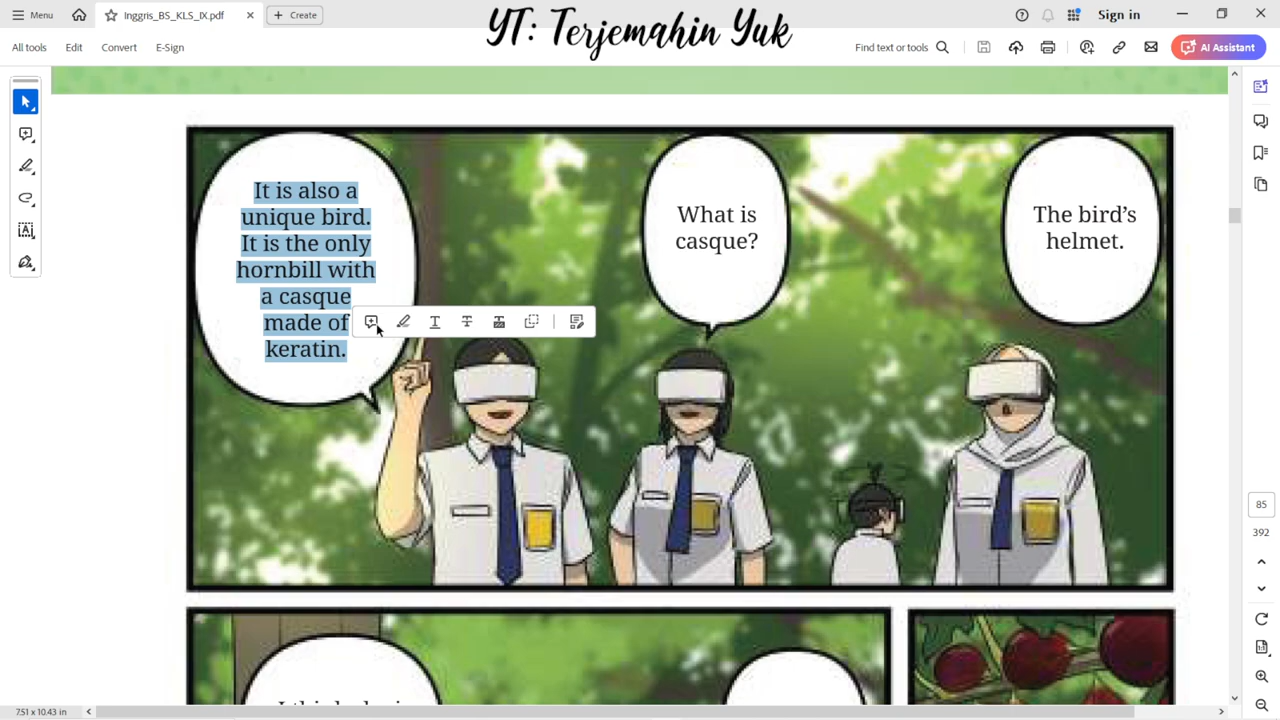 Menu
Inggris_BS_KLS_IX.pdf
Create
YT: Terjemahin Yuk
Sign in
All tools
Edit
Convert
E-Sign
Find text or tools
AI Assistant
It is also a
unique bird.
It is the only
hornbill with
a casque
made of
keratin.
What is
casque?
The bird's
helmet.
85
392
7.51 x 10.43 in